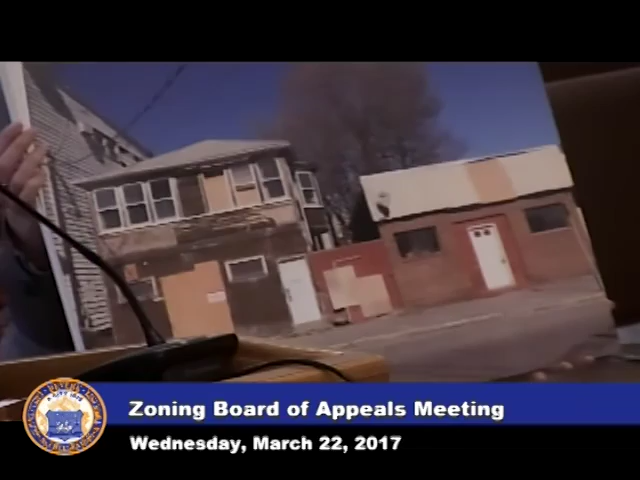 Zoning Board of Appeals Meeting
Wednesday, March 22, 2017